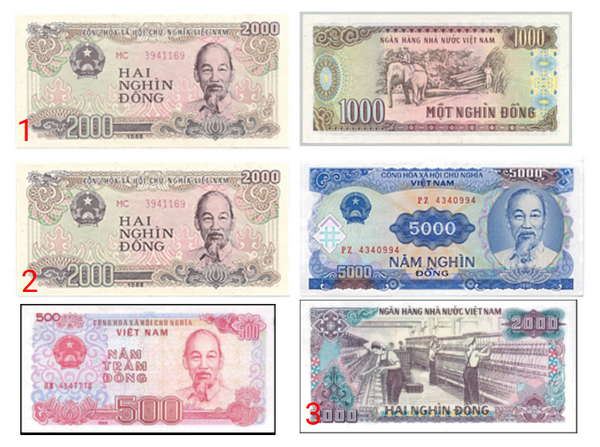 CỘNG HÒA XÃ HỘI CHỦ NGHĨA VIỆT NAM
2000
MC 3941169
HAI
NGHÌN
ĐỒNG
1
2000
1988
NGÂN HÀNG NHÀ NƯỚC VIỆT NAM
1000
1000
MỘT NGHÌN ĐỒNG
CỘNG HÒA XÃ HỘI CHỦ NGHĨA VIỆT NAM
2000
MC 3941169
HAI
NGHÌN
ĐỒNG
2
2000
1988
CỘNG HÒA XÃ HỘI CHỦ NGHĨA
VIỆT NAM
5000
PZ 4340994
5000
PZ 4340994
NĂM NGHÌN
ĐỒNG
5000
500
CỘNG HÒA XÃ HỘI CHỦ NGHĨA
VIỆT NAM
500
NĂM
TRĂM
ĐỒNG
500
NGÂN HÀNG NHÀ NƯỚC VIỆT NAM
2000
3
2000
HAI NGHÌN ĐỒNG